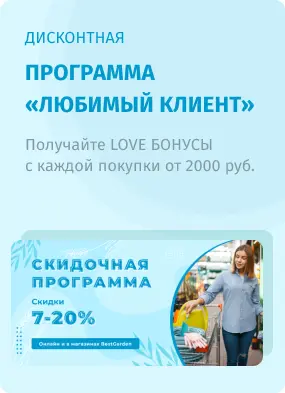 ДИСКОНТНАЯ
ПРОГРАММА
«ЛЮБИМЫЙ КЛИЕНТ»
Получайте LOVE БОНУСЫ
с каждой покупки от 2000 руб.
СКИДОЧНАЯ
ПРОГРАММА
Скидки
7-20%
Онлайн и в магазинах BestGarden